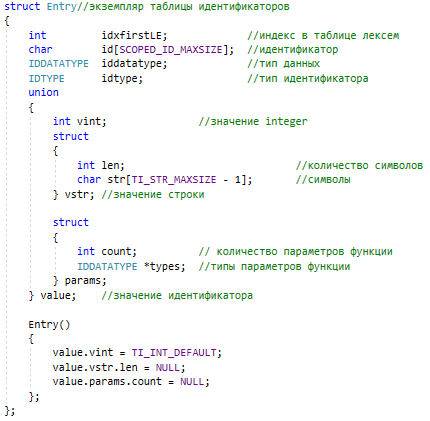 struct Entry//экземпляр таблицы идентификаторов
{
int idxfirstLE; //индекс в таблице лексем
char id[SCOPED_ID_MAXSIZE]; //идентификатор
IDDATATYPE iddatatype; //тип данных
IDTYPE idtype; //тип идентификатора
union
{
int vint; //значение integer
struct
{
int len; //количество символов
char str[TI_STR_MAXSIZE - 1]; //символы
} vstr; //значение строки
struct
{
int count; // количество параметров функции
IDDATATYPE *types; //типы параметров функции
} params;
} value; //значение идентификатора
Entry()
{
value.vint = TI_INT_DEFAULT;
value.vstr.len = NULL;
value.params.count = NULL;
};
};